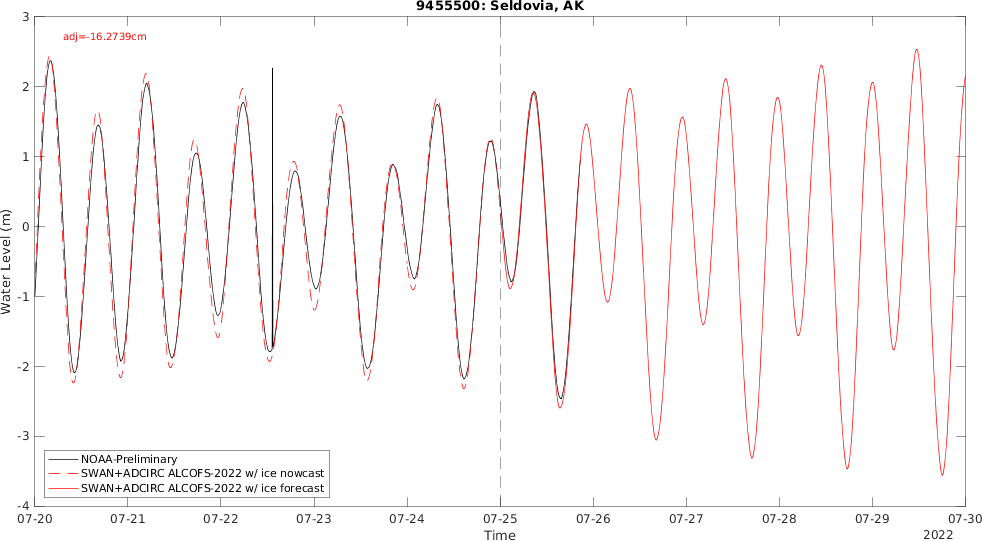 9455500: Seldovia, AK
adj=-16.2739cm
3
2
1
0
-1
-2
-3
-4
Water Level (m)
NOAA-Preliminary
SWAN+ADCIRC ALCOFS-2022 w/ ice nowcast
SWAN+ADCIRC ALCOFS-2022 w/ ice forecast
07-20 07-21 07-22 07-23 07-24 07-25 07-26 07-27 07-28 07-29 07-30
Time
2022